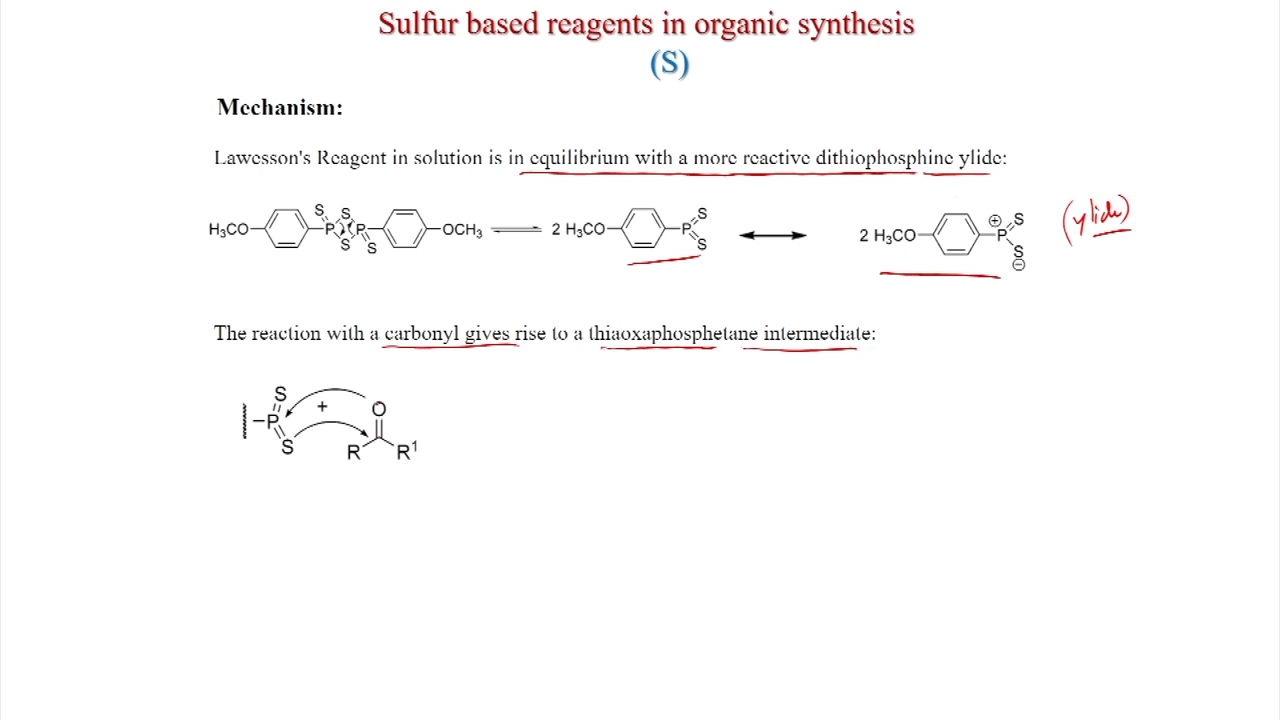 Sulfur based reagents in organic synthesis
(S)
Mechanism:
Lawesson's Reagent in solution is in equilibrium with a more reactive dithiophosphine ylide:
H3CO P S S P S S OCH3 2 H3CO P S S 2 H3CO P ⊕ S S ⊖ (ylide)
The reaction with a carbonyl gives rise to a thiaoxaphosphetane intermediate:
P S S + O R R1